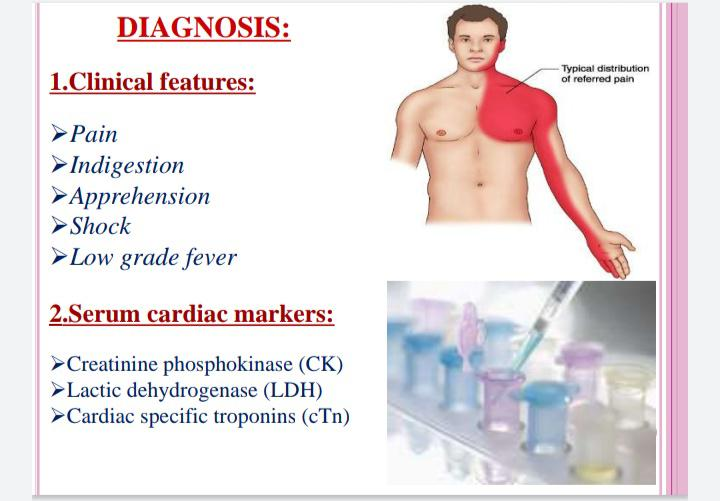 DIAGNOSIS:
1.Clinical features:
➢Pain
➢Indigestion
➢Apprehension
➢Shock
➢Low grade fever
2.Serum cardiac markers:
➢Creatinine phosphokinase (CK)
➢Lactic dehydrogenase (LDH)
➢Cardiac specific troponins (cTn)
Typical distribution
of referred pain